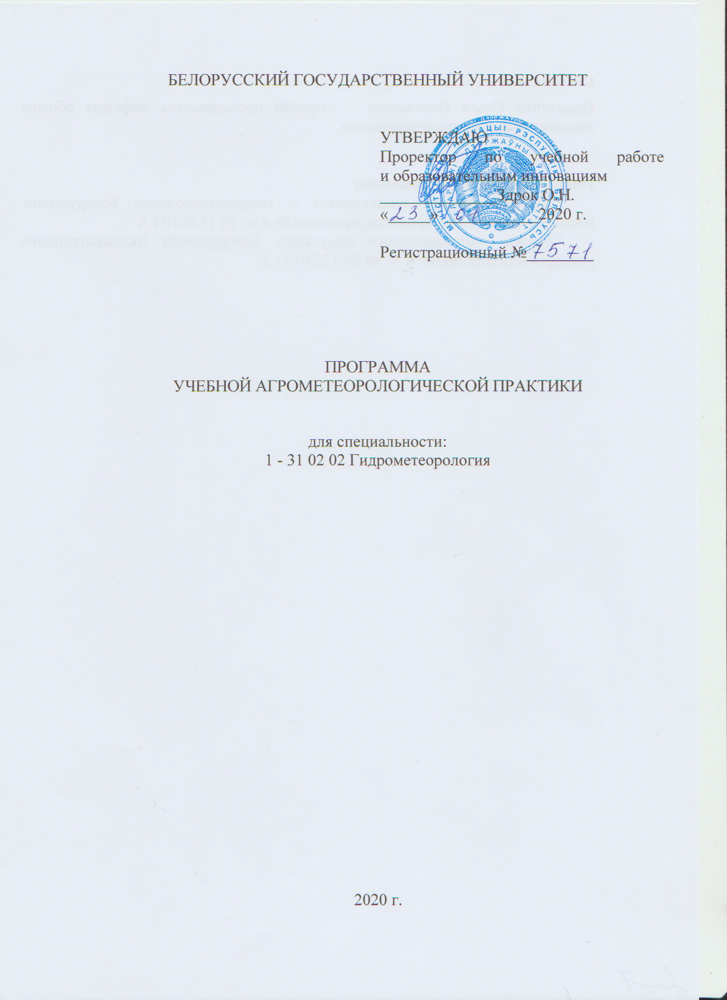 БЕЛОРУССКИЙ ГОСУДАРСТВЕННЫЙ УНИВЕРСИТЕТ
УТВЕРЖДАЮ
Проректор по учебной работе
и образовательным инновациям
Здрок О.Н.
«23» 01 2020 г.
Регистрационный № 7571
ПРОГРАММА
УЧЕБНОЙ АГРОМЕТЕОРОЛОГИЧЕСКОЙ ПРАКТИКИ
для специальности:
1 - 31 02 02 Гидрометеорология
2020 г.